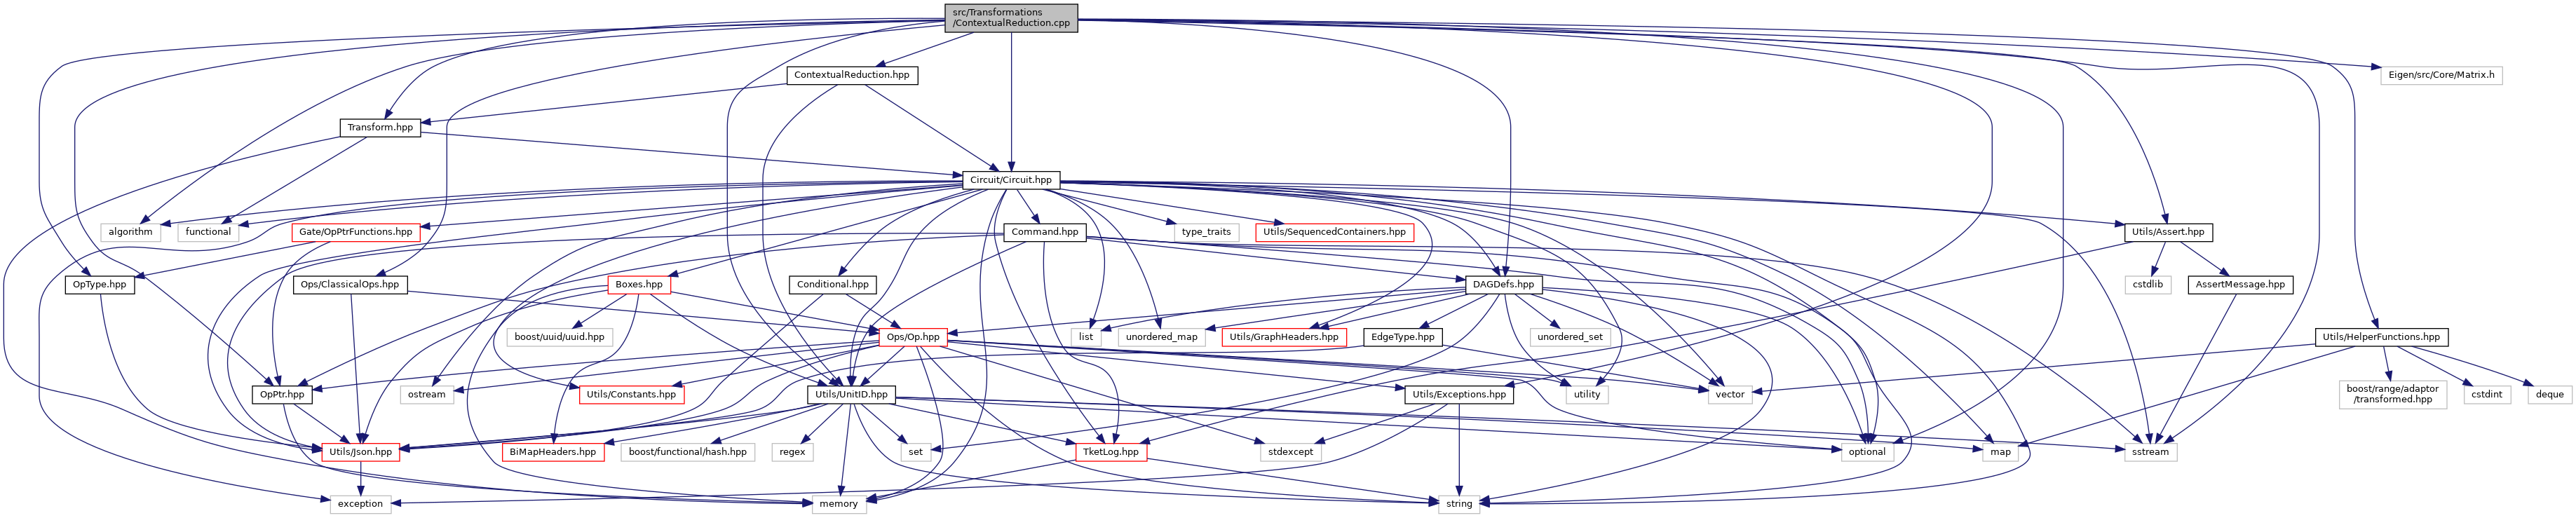 src/Transformations
/ContextualReduction.cpp
ContextualReduction.hpp
Eigen/src/Core/Matrix.h
Transform.hpp
Circuit/Circuit.hpp
algorithm
functional
Gate/OpPtrFunctions.hpp
Command.hpp
type_traits
Utils/SequencedContainers.hpp
Utils/Assert.hpp
OpType.hpp
Ops/ClassicalOps.hpp
Boxes.hpp
Conditional.hpp
DAGDefs.hpp
cstdlib
AssertMessage.hpp
boost/uuid/uuid.hpp
Ops/Op.hpp
list
unordered_map
Utils/GraphHeaders.hpp
EdgeType.hpp
unordered_set
Utils/HelperFunctions.hpp
OpPtr.hpp
ostream
Utils/Constants.hpp
Utils/UnitID.hpp
Utils/Exceptions.hpp
utility
vector
boost/range/adaptor
/transformed.hpp
cstdint
deque
Utils/Json.hpp
BiMapHeaders.hpp
boost/functional/hash.hpp
regex
set
TketLog.hpp
stdexcept
optional
map
sstream
exception
memory
string